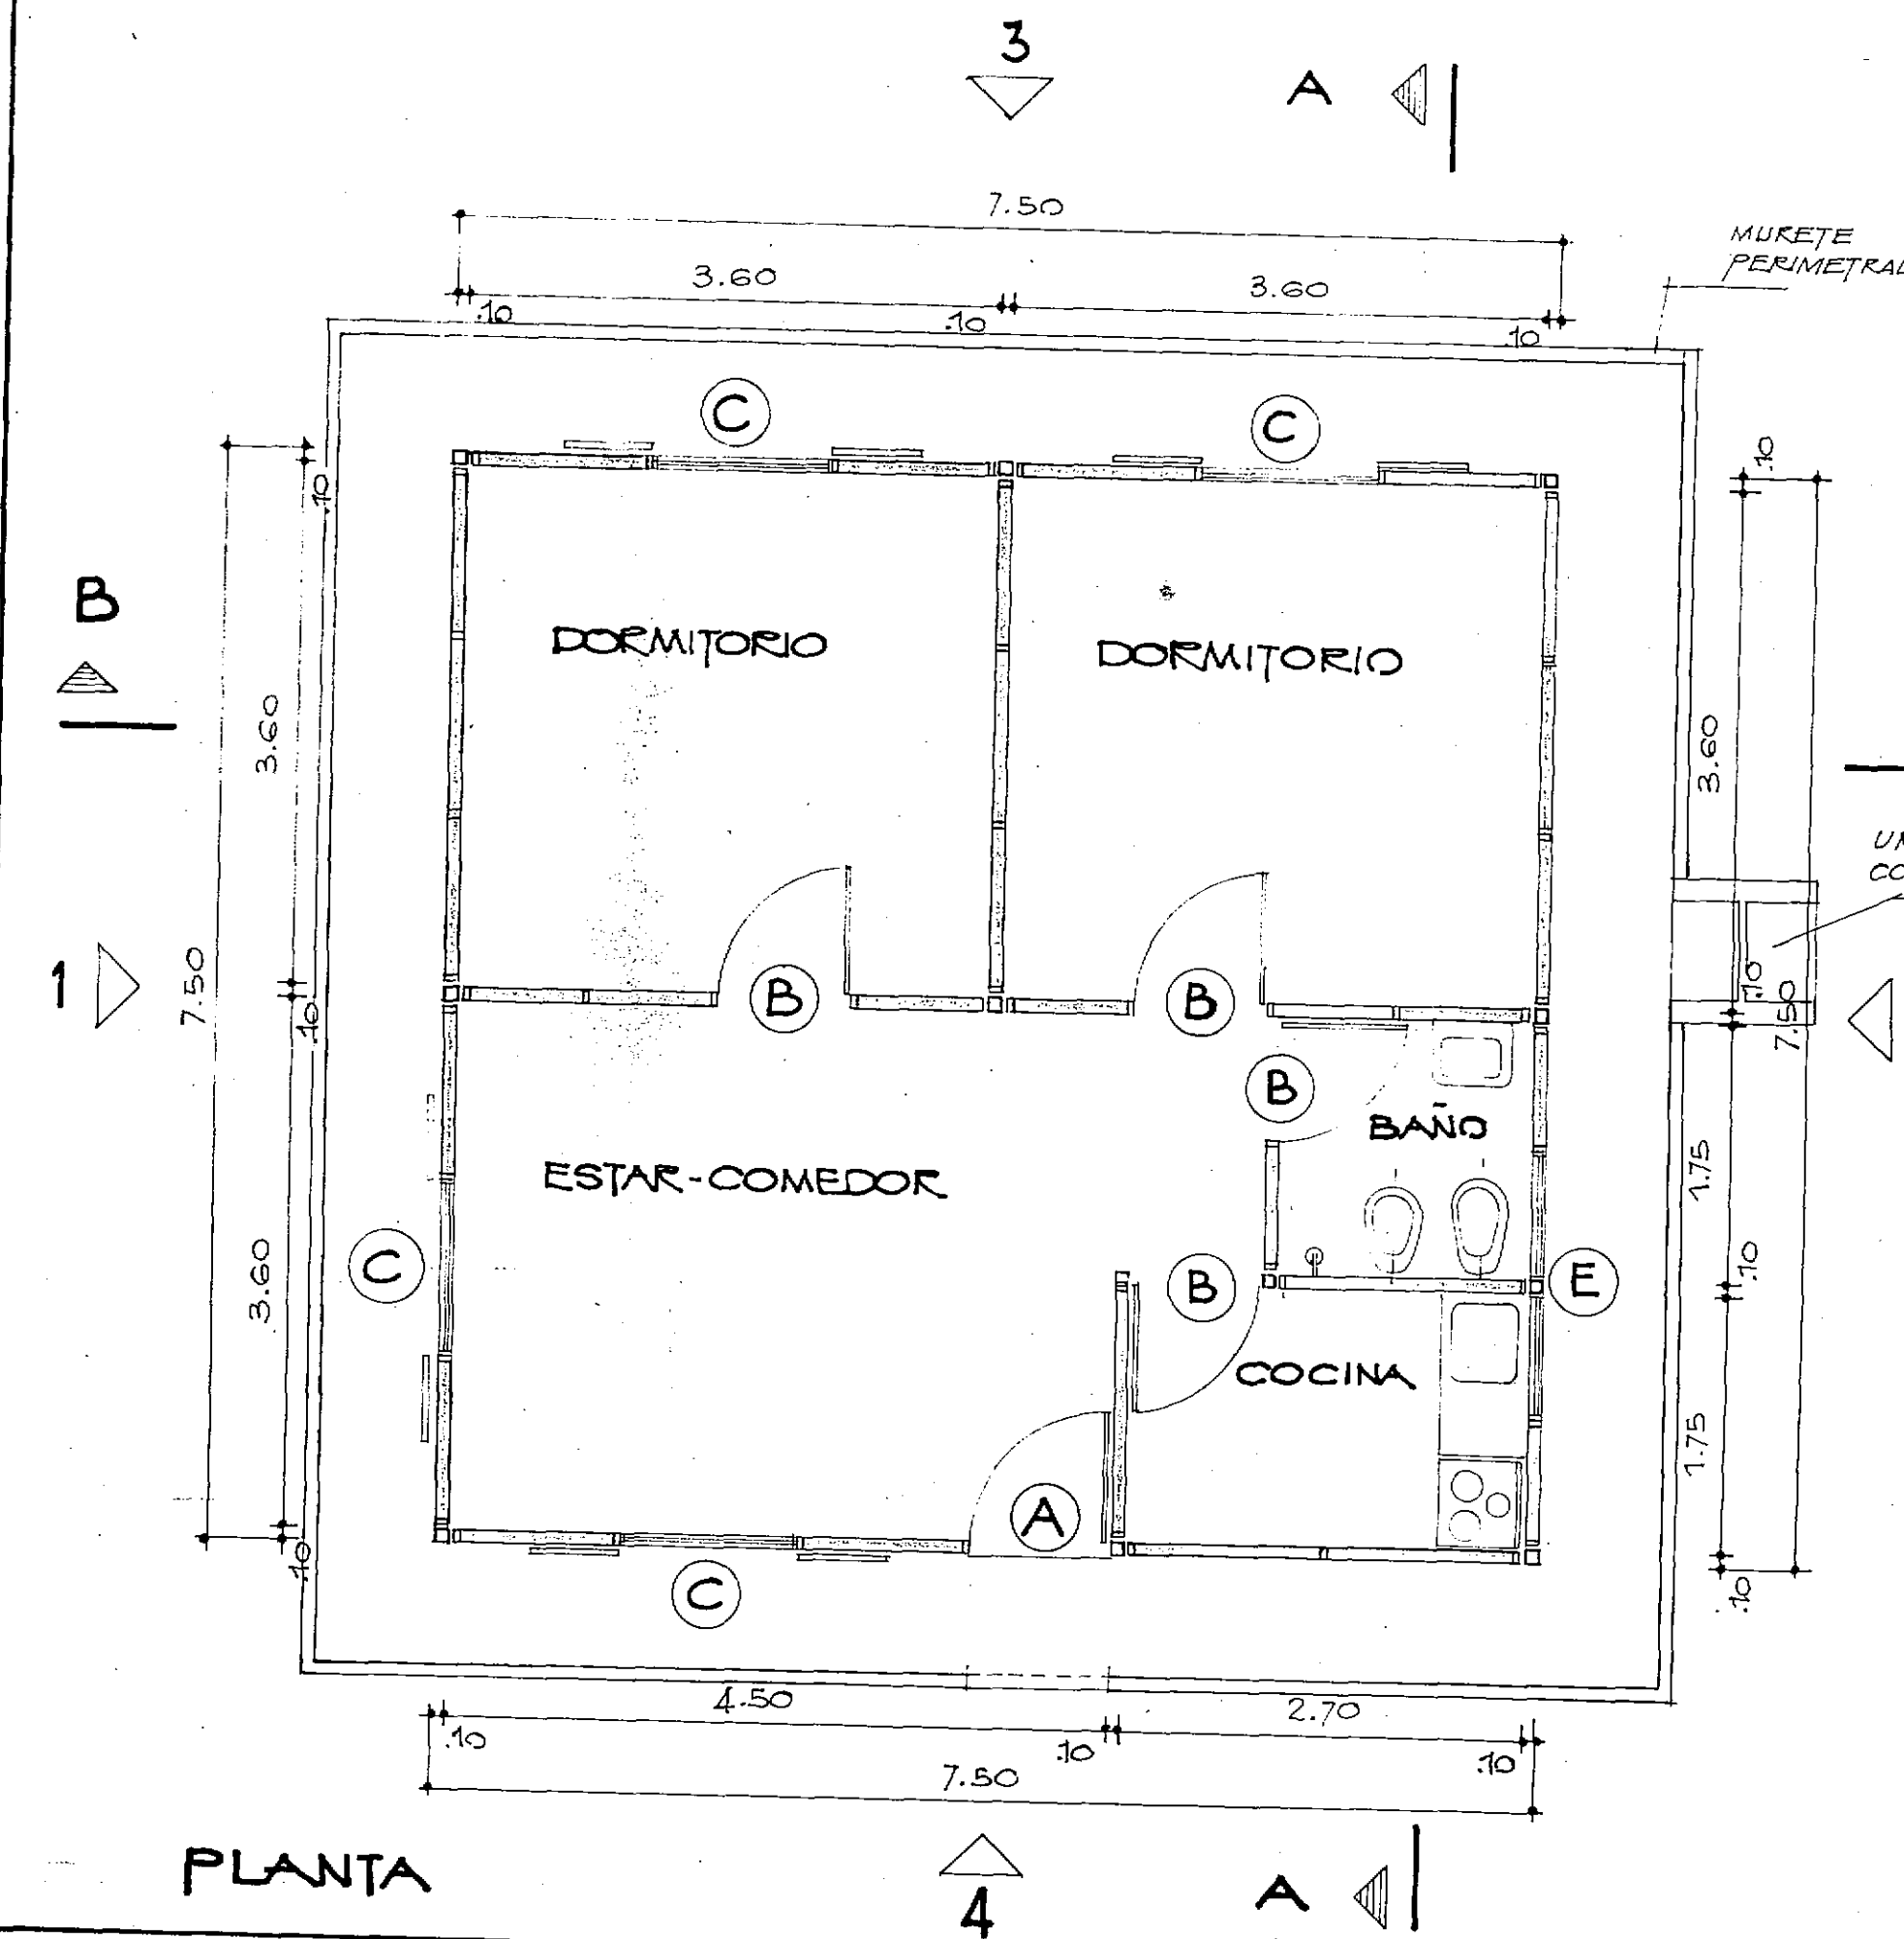 3
A
7.50
MURETE
PERIMETRAL
3.60
3.60
.10
.10
.10
C
C
.10
.10
B
DORMITORIO
DORMITORIO
3.60
3.60
1
7.50
.10
B
B
.10
7.50
B
BAÑO
ESTAR-COMEDOR
1.75
C
3.60
B
E
.10
COCINA
1.75
A
.10
C
.10
4.50
2.70
.10
.10
.10
7.50
PLANTA
4
A